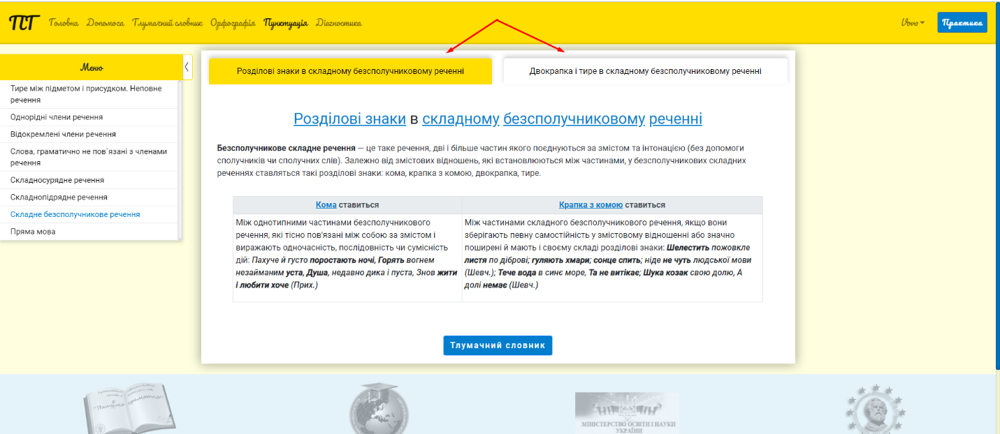 ПСГ Головна Допомога Тлумачний словник Орфографія Пунктуація Діагностика Vova Практика
Меню
Тире між підметом і присудком. Неповне
речення
Однорідні члени речення
Відокремлені члени речення
Слова, граматично не пов`язані з членами
речення
Складносурядне речення
Складнопідрядне речення
Складне безсполучникове речення
Пряма мова
Розділові знаки в складному безсполучниковому реченні
Двокрапка і тире в складному безсполучниковому реченні
Розділові знаки в складному безсполучниковому реченні
Безсполучникове складне речення — це таке речення, дві і більше частин якого поєднуються за змістом та інтонацією (без допомоги
сполучників чи сполучних слів). Залежно від змістових відношень, які встановлюються між частинами, у безсполучникових складних
реченнях ставляться такі розділові знаки: кома, крапка з комою, двокрапка, тире.
Кома ставиться
Між однотипними частинами безсполучникового
речення, які тісно пов'язані між собою за змістом і
виражають одночасність, послідовність чи сумісність
дій: Пахуче й густо поростають ночі, Горять вогнем
незайманим уста, Душа, недавно дика і пуста, Знов жити
і любити хоче (Прих.)
Крапка з комою ставиться
Між частинами складного безсполучникового речення, якщо вони
зберігають певну самостійність у змістовому відношенні або значно
поширені й мають і своєму складі розділові знаки: Шелестить пожовкле
листя по діброві; гуляють хмари; сонце спить; ніде не чуть людської мови
(Шевч.); Тече вода в синє море, Та не витікає; Шука козак свою долю, А
долі немає (Шевч.)
Тлумачний словник
МІНІСТЕРСТВО ОСВІТИ І НАУКИ
УКРАЇНИ